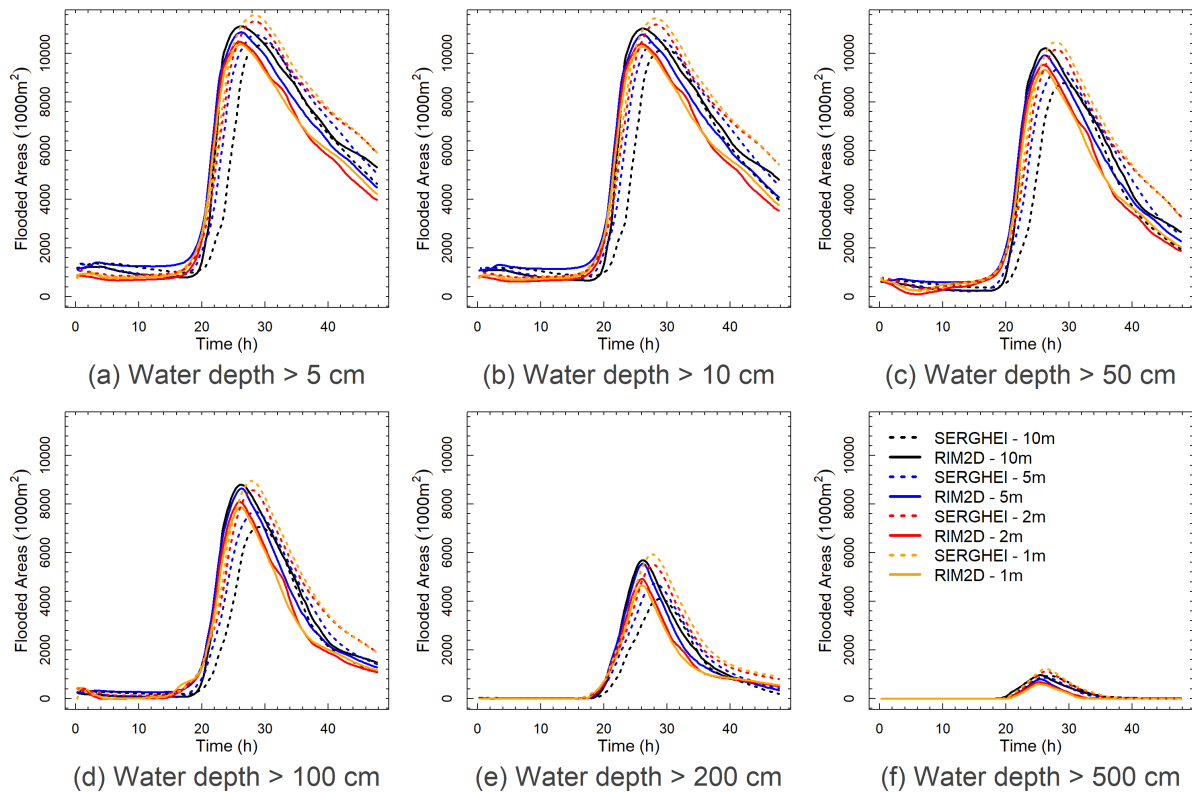 Flooded Areas (1000m²)
10000
8000
6000
4000
2000
0
0 10 20 30 40
Time (h)
(a) Water depth > 5 cm
Flooded Areas (1000m²)
10000
8000
6000
4000
2000
0
0 10 20 30 40
Time (h)
(b) Water depth > 10 cm
Flooded Areas (1000m²)
10000
8000
6000
4000
2000
0
0 10 20 30 40
Time (h)
(c) Water depth > 50 cm
Flooded Areas (1000m²)
10000
8000
6000
4000
2000
0
0 10 20 30 40
Time (h)
(d) Water depth > 100 cm
Flooded Areas (1000m²)
10000
8000
6000
4000
2000
0
0 10 20 30 40
Time (h)
(e) Water depth > 200 cm
Flooded Areas (1000m²)
10000
8000
6000
4000
2000
0
SERGHEI - 10m
RIM2D - 10m
SERGHEI - 5m
RIM2D - 5m
SERGHEI - 2m
RIM2D - 2m
SERGHEI - 1m
RIM2D - 1m
0 10 20 30 40
Time (h)
(f) Water depth > 500 cm